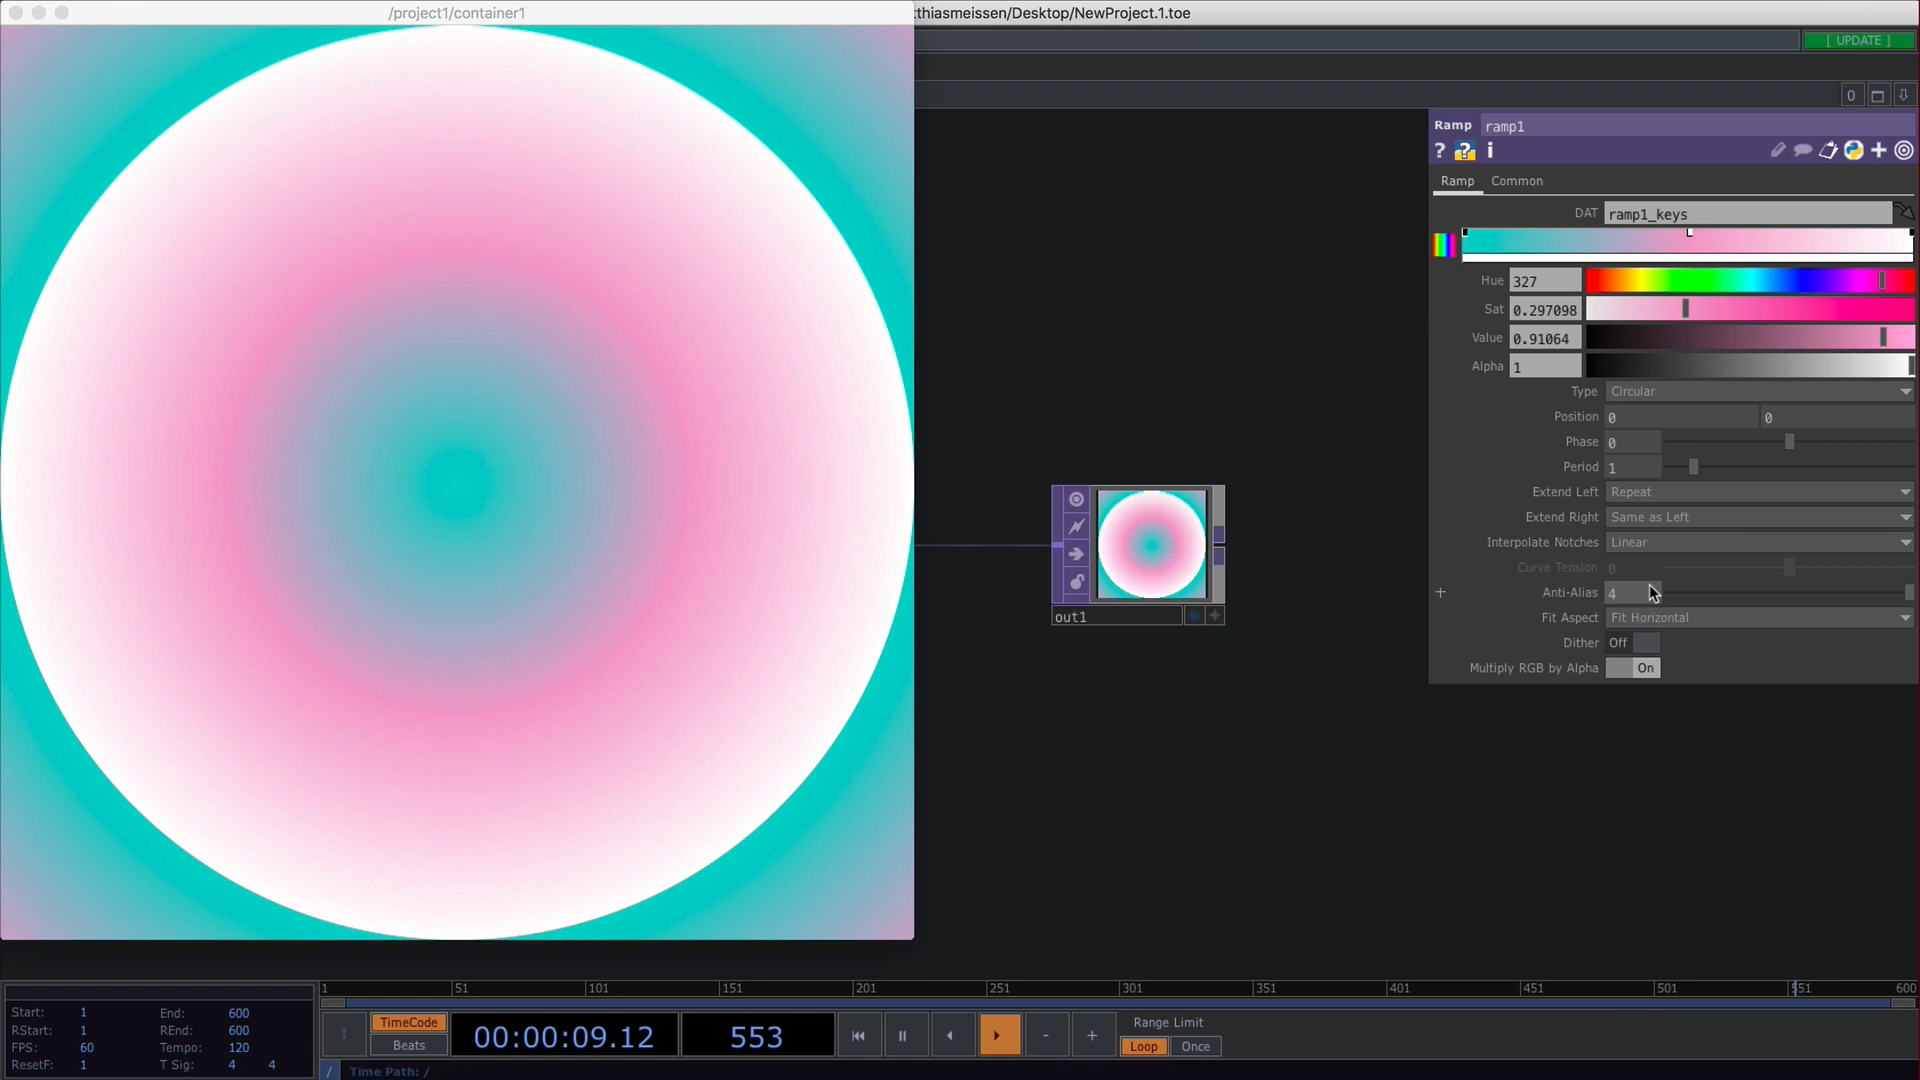 /project1/container1
tthiasmeissen/Desktop/NewProject.1.toe
[ UPDATE ]
0
Ramp ramp1
? ? i
Ramp Common
DAT ramp1_keys
Hue 327
Sat 0.297098
Value 0.91064
Alpha 1
Type Circular
Position 0 0
Phase 0
Period 1
Extend Left Repeat
Extend Right Same as Left
Interpolate Notches Linear
Curve Tension 0
+ Anti-Alias 4
Fit Aspect Fit Horizontal
Dither Off
Multiply RGB by Alpha On
out1
1 51 101 151 201 251 301 351 401 451 501 551 600
Start: 1 End: 600
RStart: 1 REnd: 600
FPS: 60 Tempo: 120
ResetF: 1 T Sig: 4 4
I
TimeCode
Beats
00:00:09.12
553
- +
Range Limit
Loop Once
/ Time Path: /